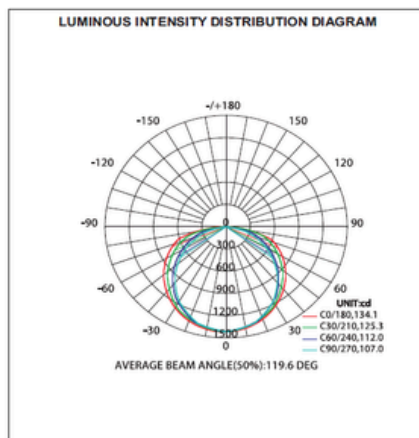 LUMINOUS INTENSITY DISTRIBUTION DIAGRAM
-/+180
-150 150
-120 120
-90 0 90
300
600
-60 900 60
1200
-30 1500 30
0
UNIT:cd
C0/180,134.1
C30/210,125.3
C60/240,112.0
C90/270,107.0
AVERAGE BEAM ANGLE(50%):119.6 DEG